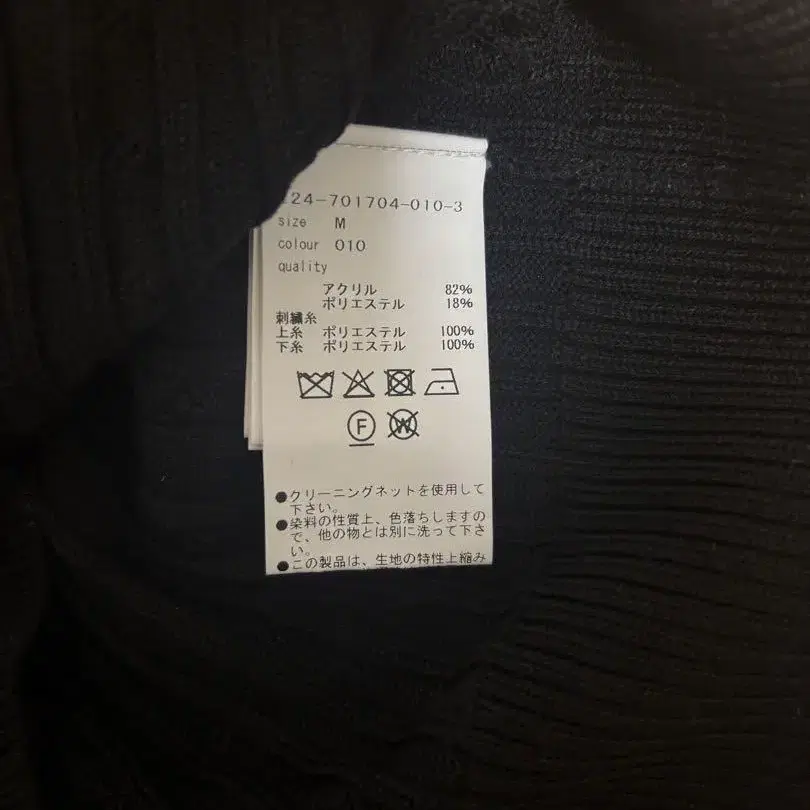 24-701704-010-3
size M
colour 010
quality
アクリル 82%
ポリエステル 18%
刺繍糸
上糸 ポリエステル 100%
下糸 ポリエステル 100%
F
W
●クリーニングネットを使用して
下さい。
●染料の性質上、色落ちしますの
で、他の物とは別に洗って下さ
い。
●この製品は、生地の特性上縮み